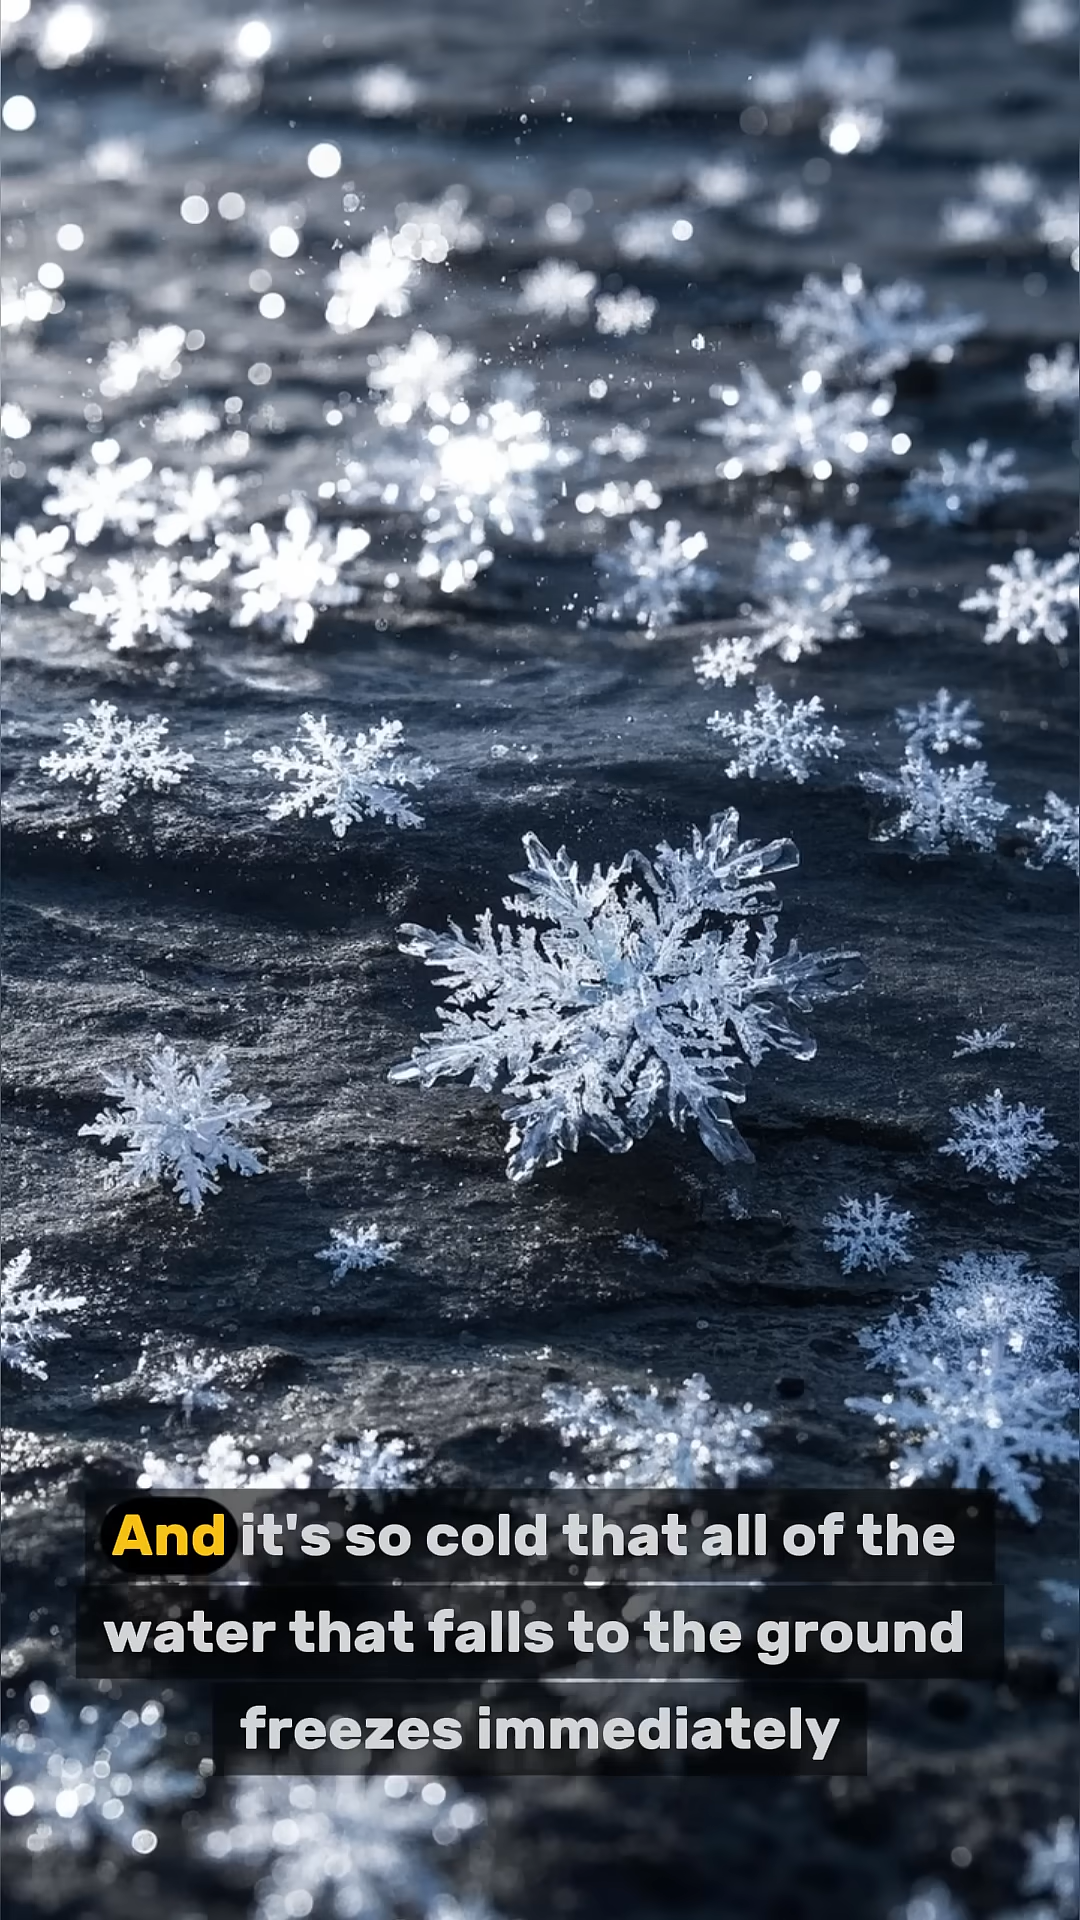 And it's so cold that all of the
water that falls to the ground
freezes immediately